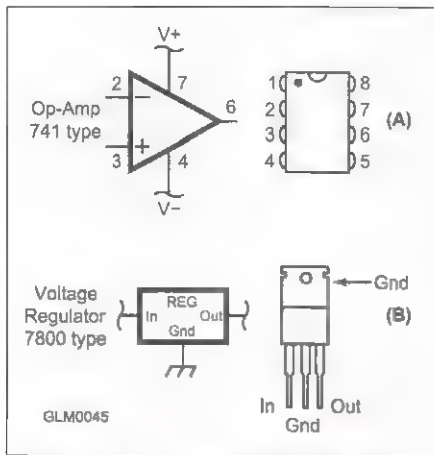 V+
2 − 7
6
Op-Amp
741 type
3 + 4
V−
1 8
2 7
3 6
4 5
(A)
Voltage
Regulator
7800 type
REG
In Out
Gnd
Gnd
(B)
In Out
Gnd
GLM0045